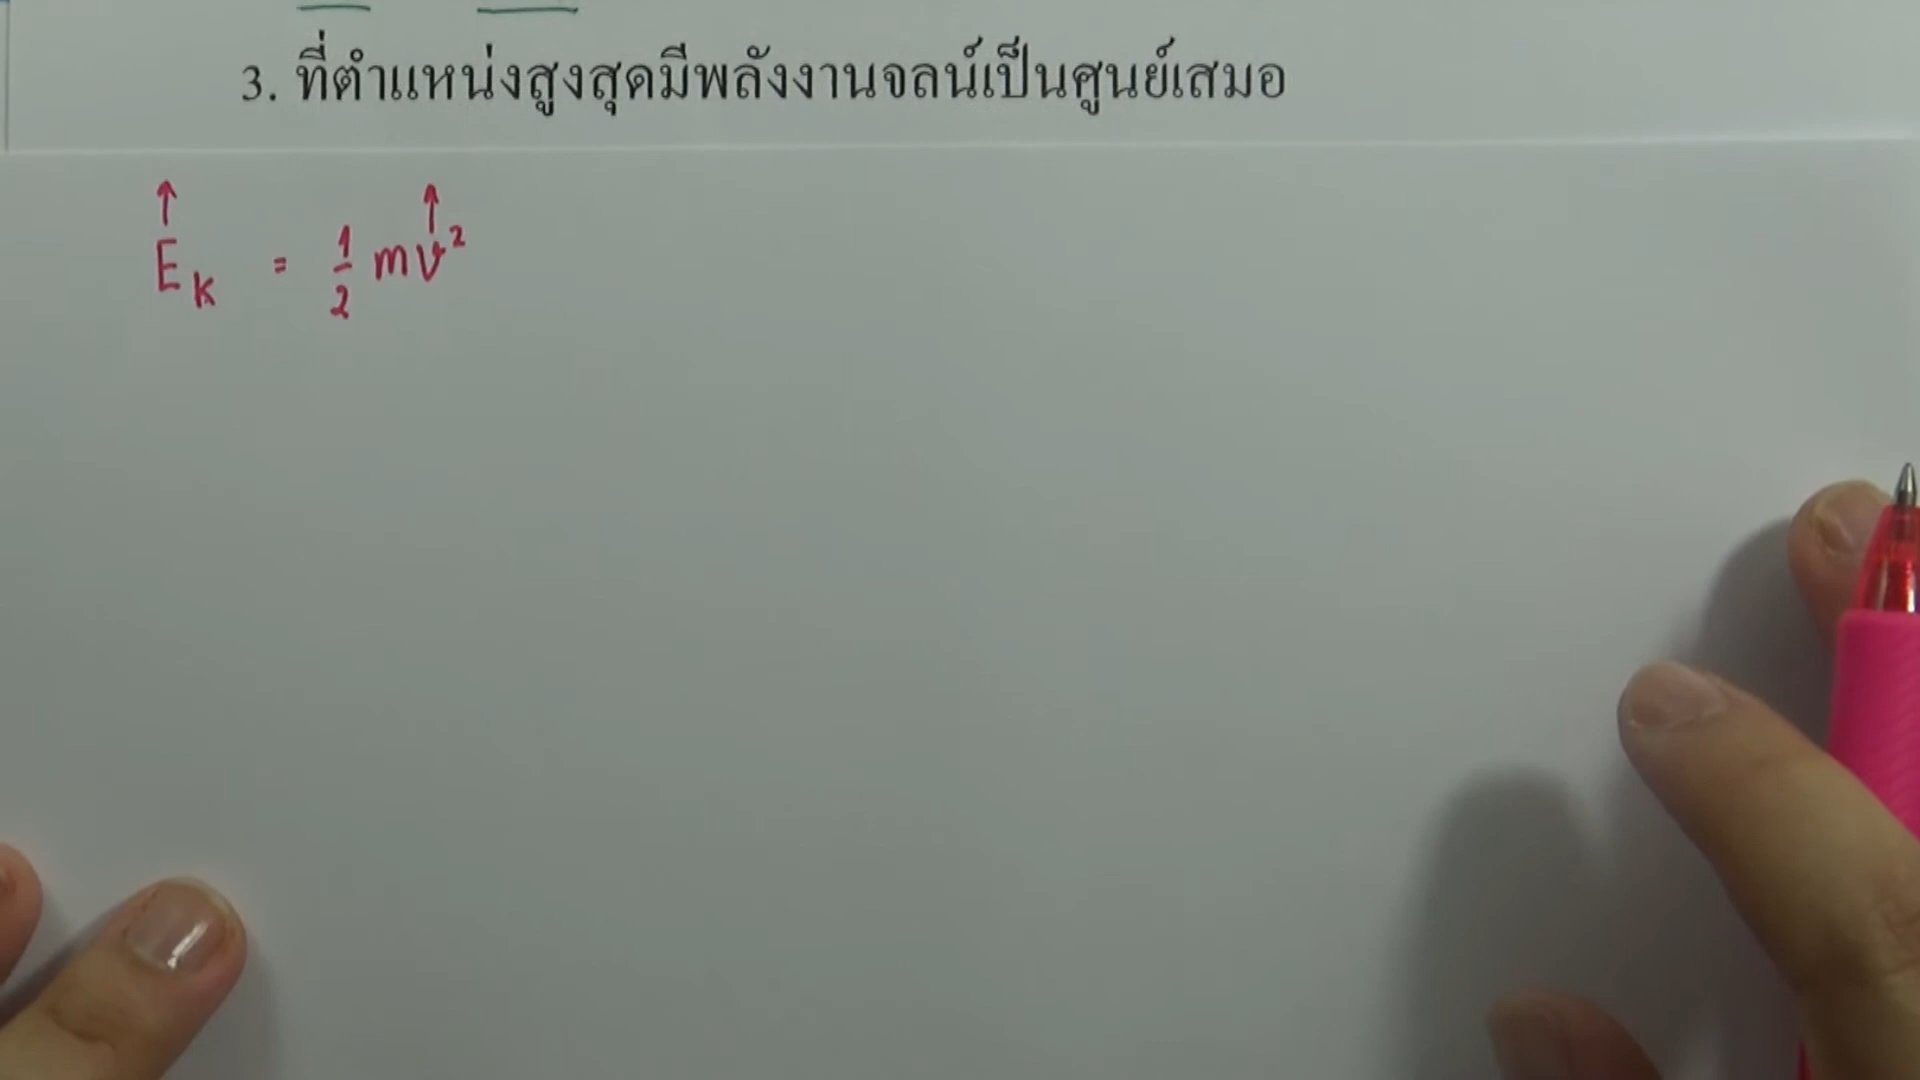 3. ที่ตำแหน่งสูงสุดมีพลังงานจลน์เป็นศูนย์เสมอ
↑ ↑
E_k = 1/2 mv²